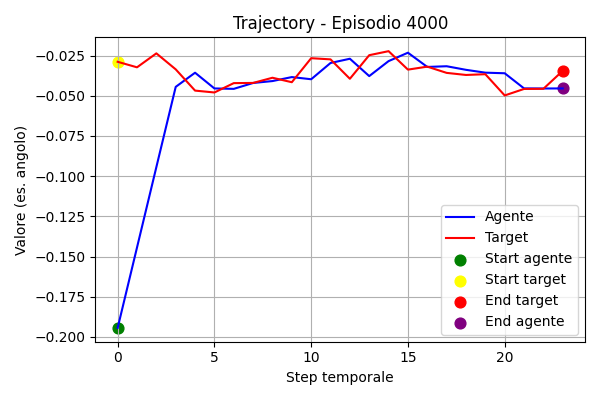 Trajectory - Episodio 4000
Valore (es. angolo)
−0.025
−0.050
−0.075
−0.100
−0.125
−0.150
−0.175
−0.200
Agente
Target
Start agente
Start target
End target
End agente
0 5 10 15 20
Step temporale